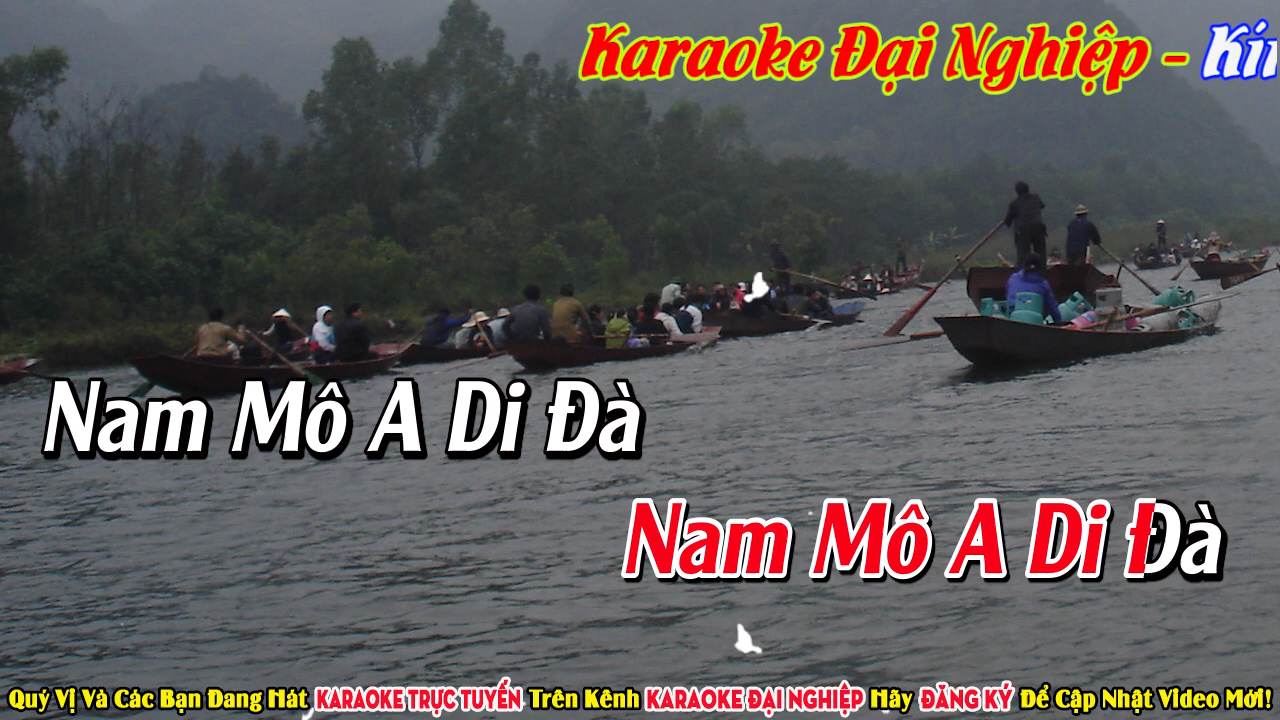 Karaoke Đại Nghiệp -
Nam Mô A Di Đà
Nam Mô A Di Đà
Quý Vị Và Các Bạn Đang Hát KARAOKE TRỰC TUYẾN Trên Kênh KARAOKE ĐẠI NGHIỆP Hãy ĐĂNG KÝ Để Cập Nhật Video Mới!